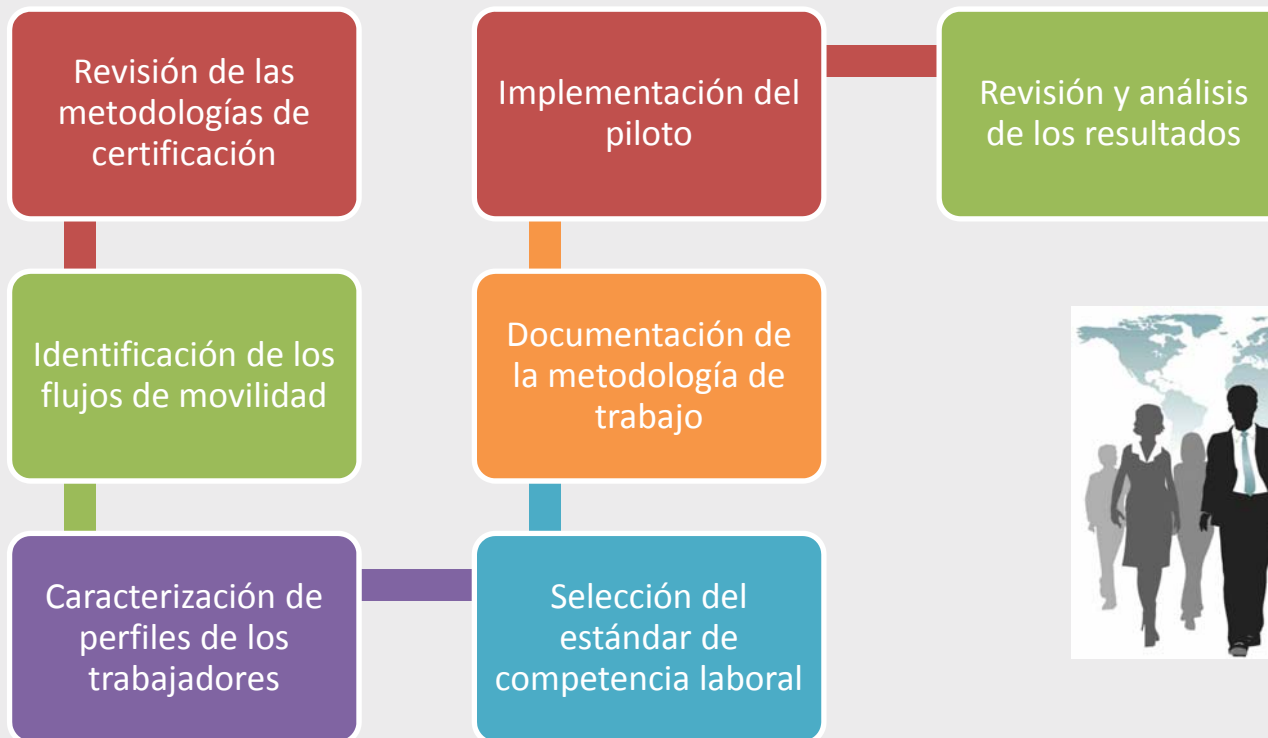 Revisión de las
metodologías de
certificación
Identificación de los
flujos de movilidad
Caracterización de
perfiles de los
trabajadores
Selección del
estándar de
competencia laboral
Documentación de
la metodología de
trabajo
Implementación del
piloto
Revisión y análisis
de los resultados